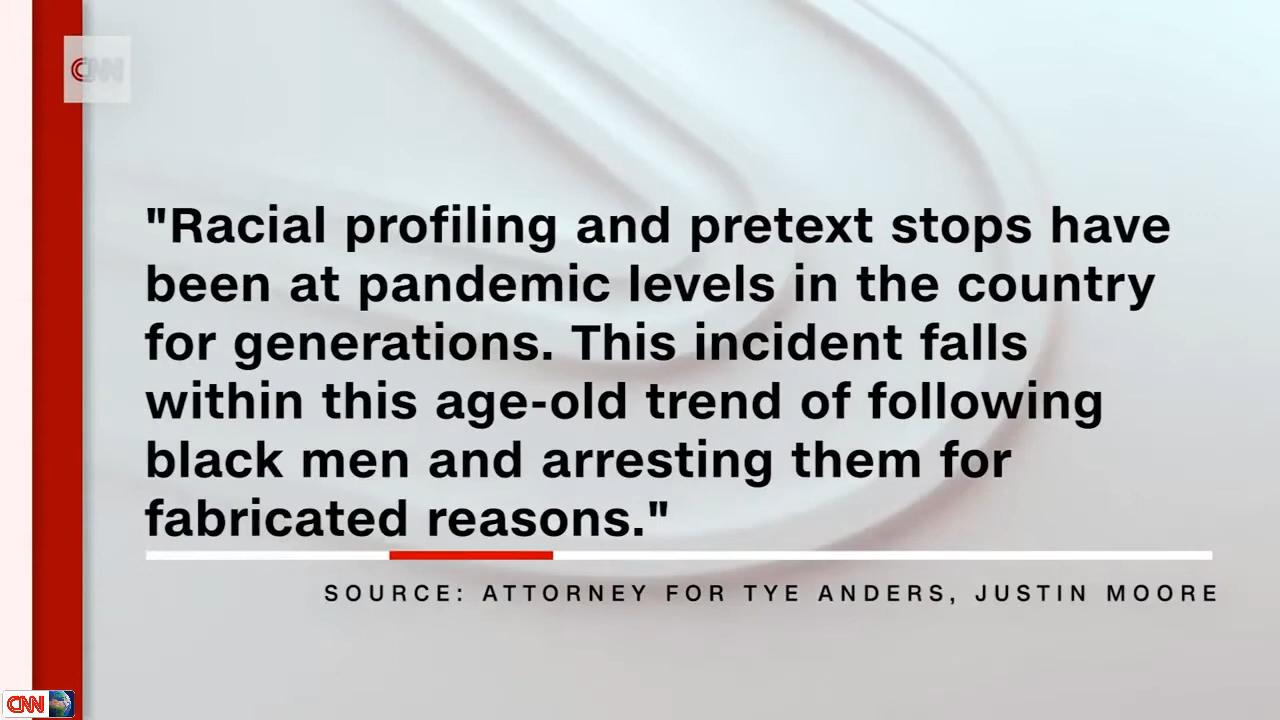 CNN
"Racial profiling and pretext stops have
been at pandemic levels in the country
for generations. This incident falls
within this age-old trend of following
black men and arresting them for
fabricated reasons."
SOURCE: ATTORNEY FOR TYE ANDERS, JUSTIN MOORE
CNN